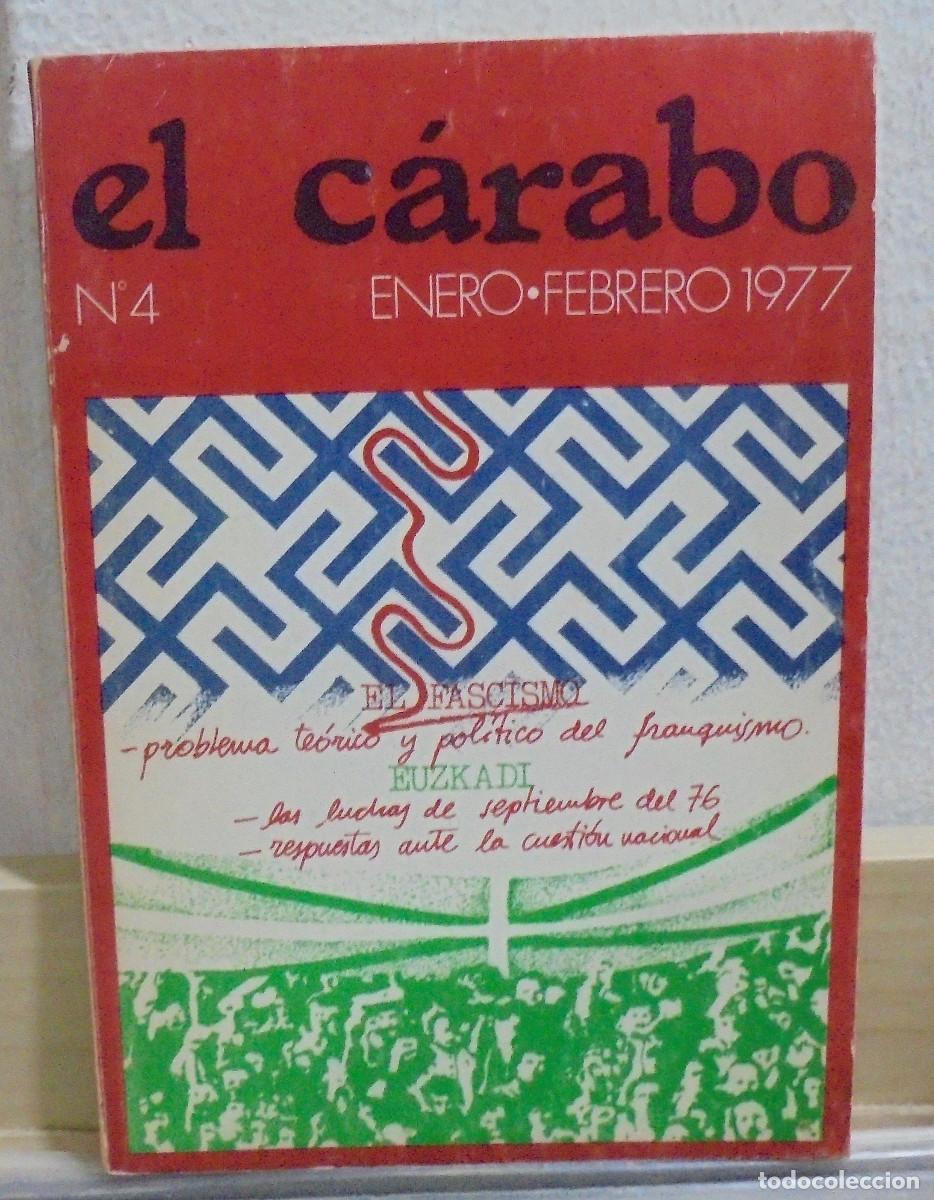 el cárabo
Nº4 ENERO•FEBRERO 1977
EL FASCISMO
- problema teórico y político del franquismo.
EUZKADI
- las luchas de septiembre del 76
- respuestas ante la cuestión nacional
todocoleccion